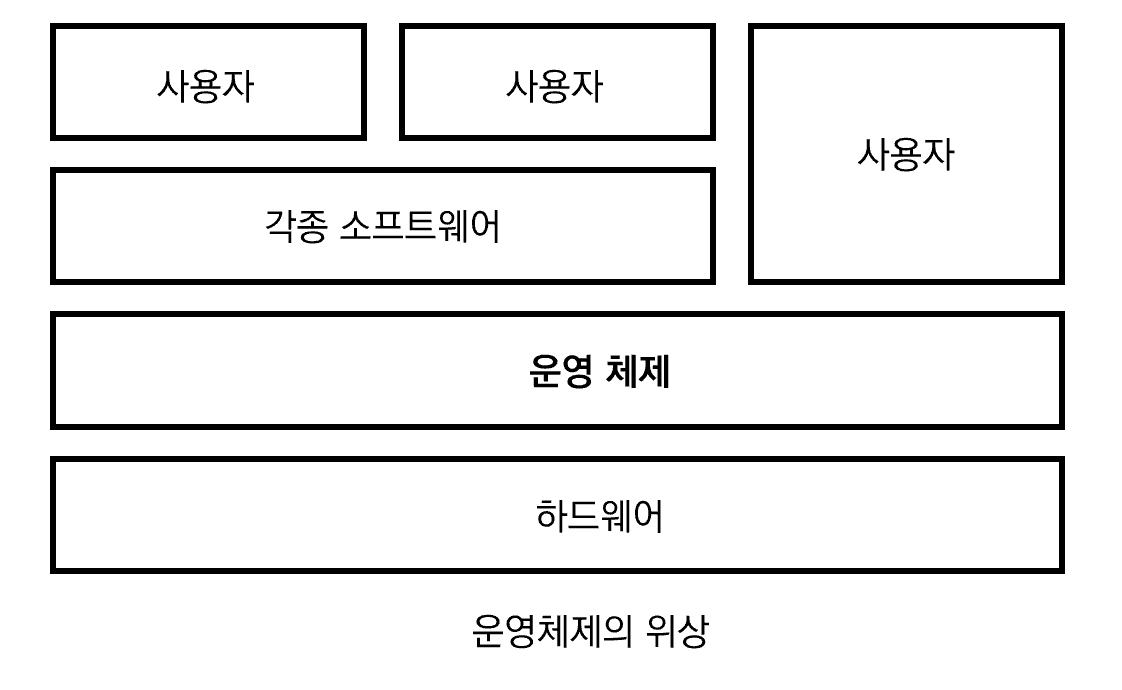 사용자
사용자
사용자
각종 소프트웨어
운영 체제
하드웨어
운영체제의 위상